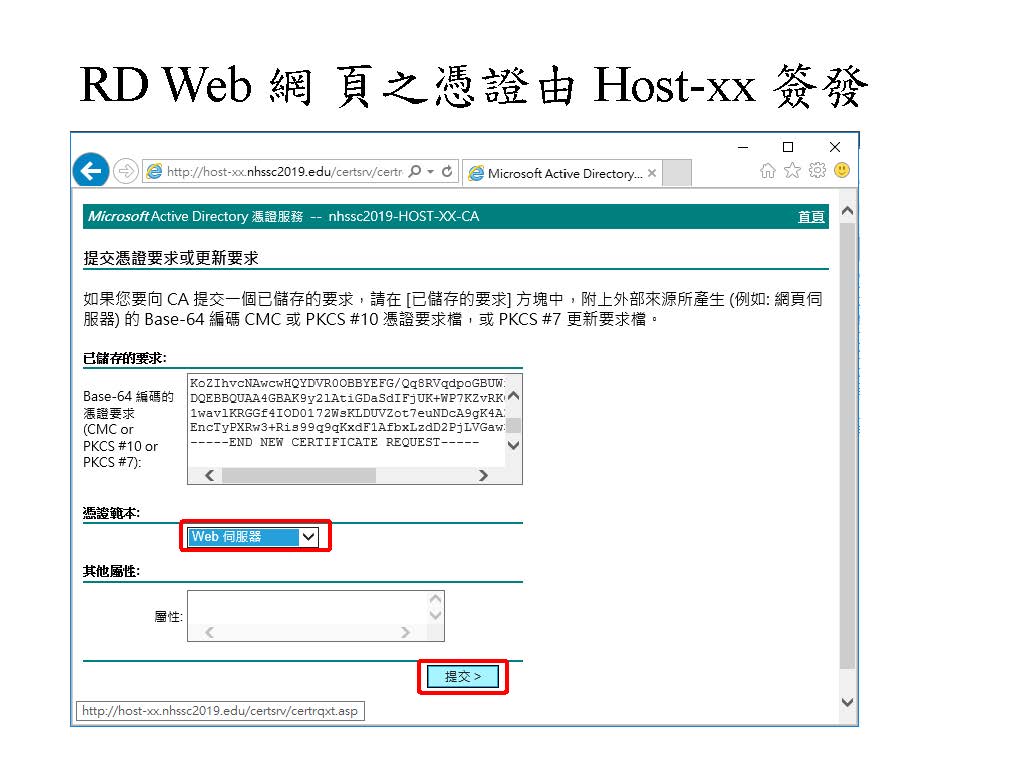 RD Web 網 頁之憑證由 Host-xx 簽發
http://host-xx.nhssc2019.edu/certsrv/certr
Microsoft Active Directory...
Microsoft Active Directory 憑證服務 -- nhssc2019-HOST-XX-CA
首頁
提交憑證要求或更新要求
如果您要向 CA 提交一個已儲存的要求，請在 [已儲存的要求] 方塊中，附上外部來源所產生 (例如: 網頁伺
服器) 的 Base-64 編碼 CMC 或 PKCS #10 憑證要求檔，或 PKCS #7 更新要求檔。
已儲存的要求:
Base-64 編碼的
憑證要求
(CMC or
PKCS #10 or
PKCS #7):
KoZIhvcNAwcwHQYDVR0OBBYEFG/Qq8RVqdpoGBUW
DQEBBQUAA4GBAK9y2lAtiGDaSdIFjUK+WP7KZvRK
1wavlKRGGf4IOD0172WsKLDUVZot7euNDcA9gK4A
EncTyPXRw3+Ris99q9qKxdF1AfbxLzdD2PjLVGaw
-----END NEW CERTIFICATE REQUEST-----
憑證範本:
Web 伺服器
其他屬性:
屬性:
提交 >
http://host-xx.nhssc2019.edu/certsrv/certrqxt.asp